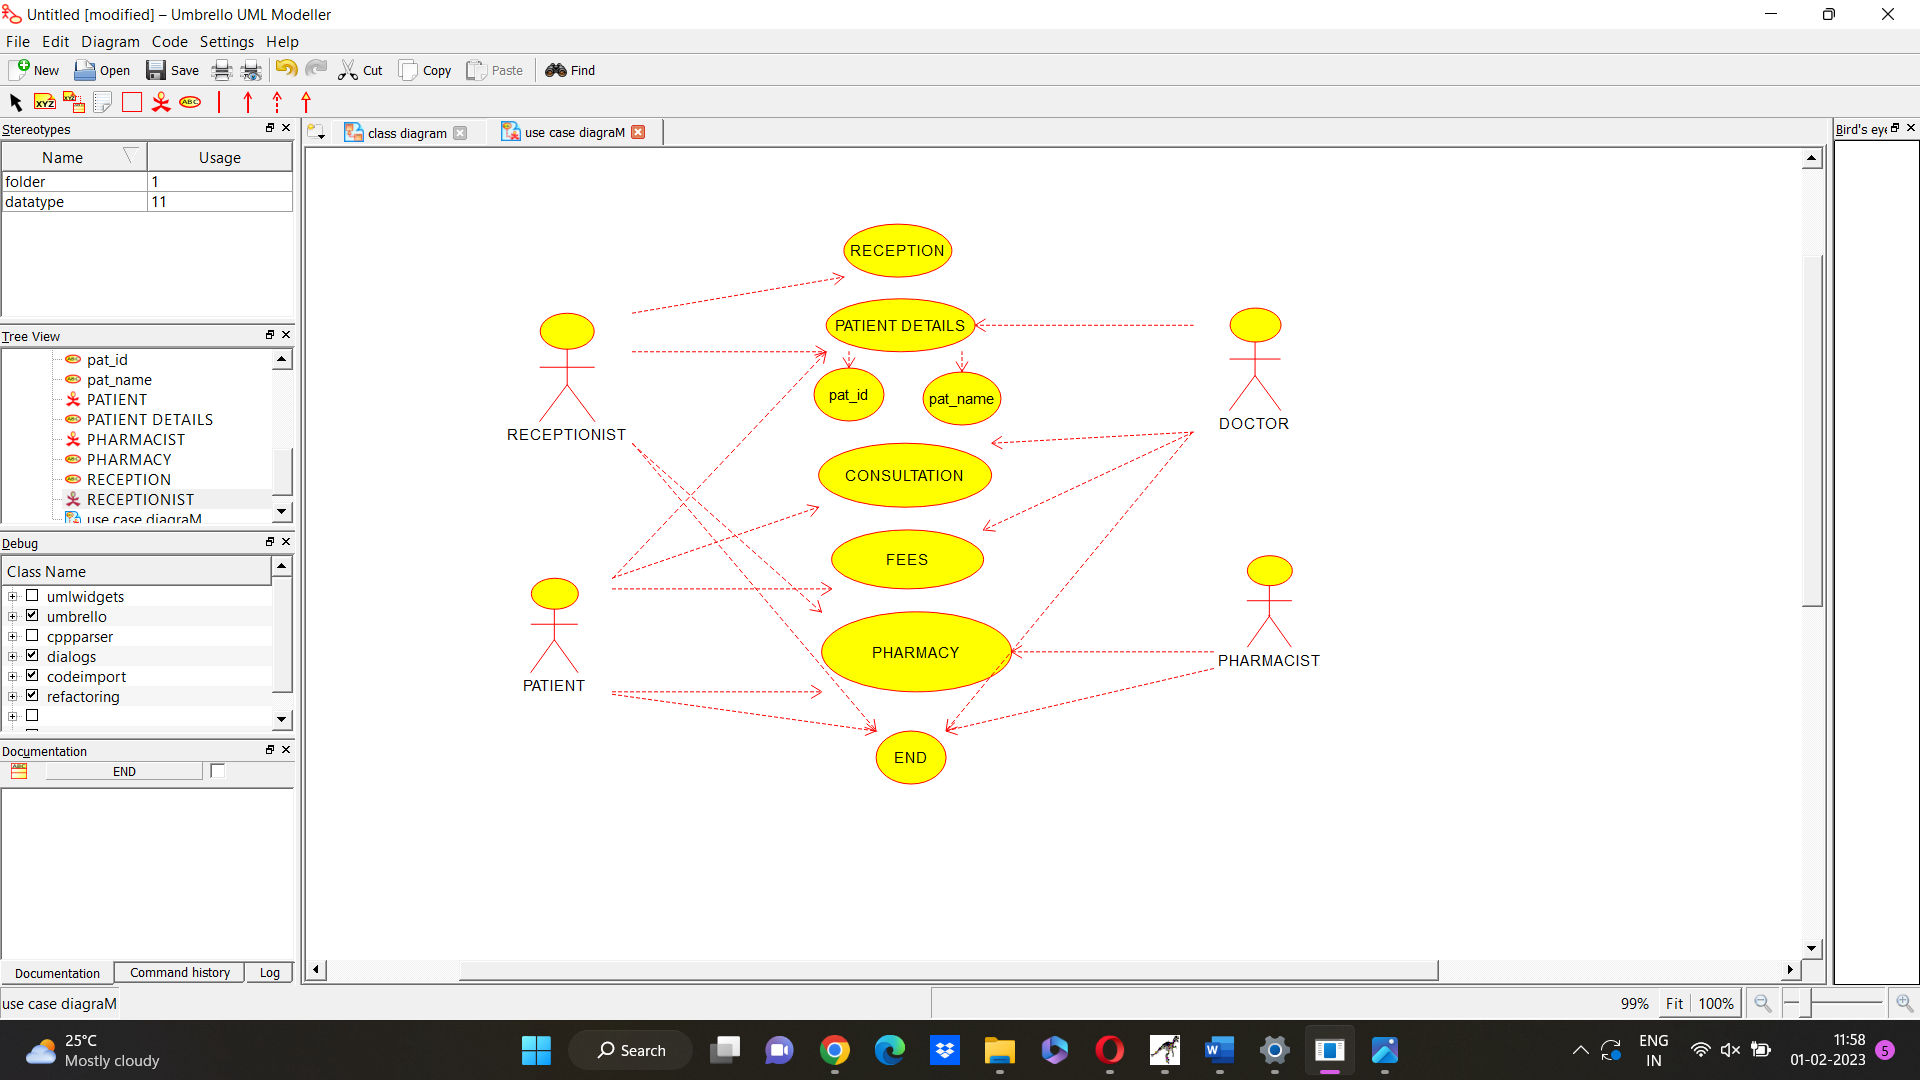 Untitled [modified] – Umbrello UML Modeller
File Edit Diagram Code Settings Help
New Open Save Cut Copy Paste Find
XYZ XYZ ABC
Stereotypes
Name Usage
folder 1
datatype 11
Tree View
pat_id
pat_name
PATIENT
PATIENT DETAILS
PHARMACIST
PHARMACY
RECEPTION
RECEPTIONIST
use case diagraM
Debug
Class Name
umlwidgets
umbrello
cppparser
dialogs
codeimport
refactoring
Documentation
END
Documentation Command history Log
class diagram use case diagraM
RECEPTION
PATIENT DETAILS
pat_id pat_name
RECEPTIONIST
DOCTOR
CONSULTATION
FEES
PHARMACY
PHARMACIST
PATIENT
END
Bird's eye
use case diagraM
99% Fit 100%
25°C
Mostly cloudy
Search
ENG
IN
11:58
01-02-2023
5